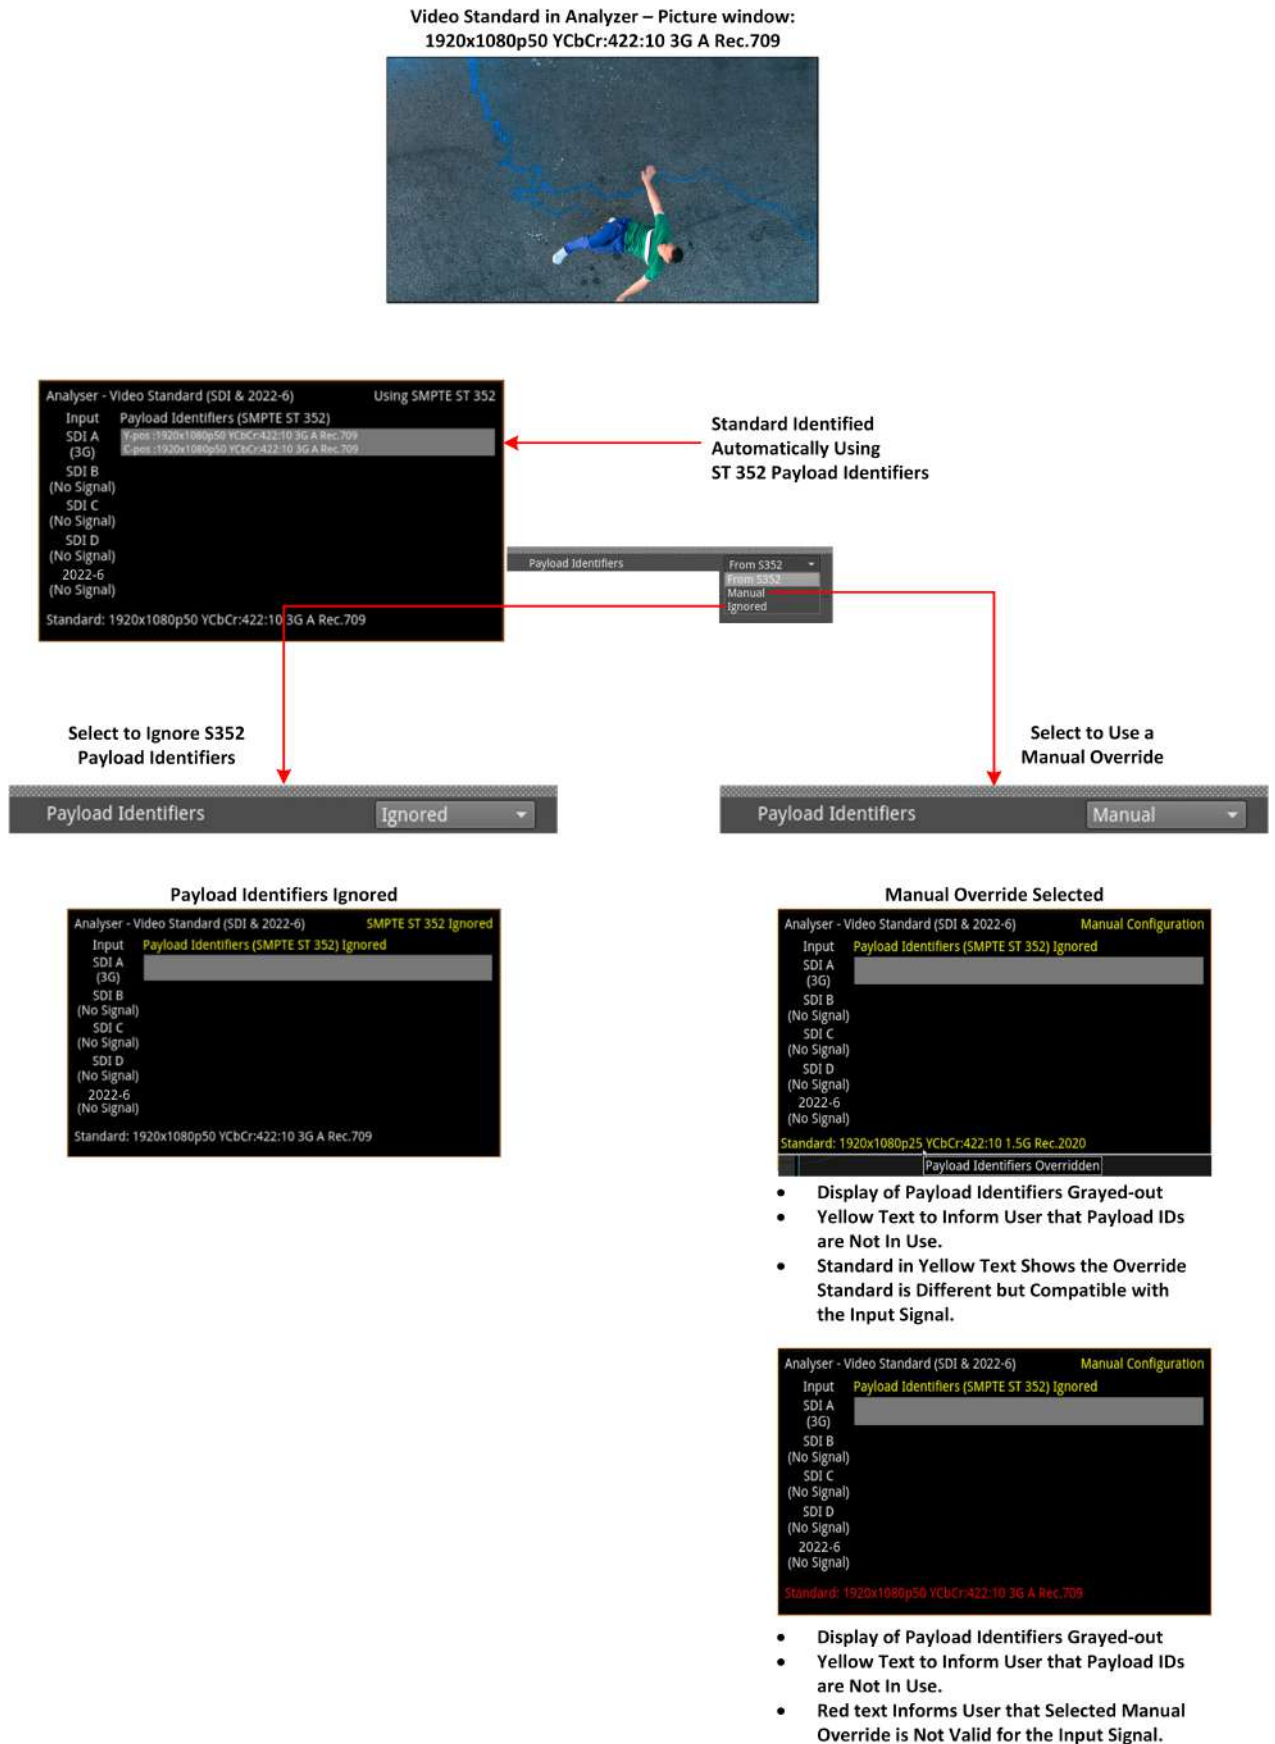 Video Standard in Analyzer – Picture window:
1920x1080p50 YCbCr:422:10 3G A Rec.709
Analyser - Video Standard (SDI & 2022-6) Using SMPTE ST 352
Input Payload Identifiers (SMPTE ST 352)
SDI A Y-pos :1920x1080p50 YCbCr:422:10 3G A Rec.709
(3G) C-pos :1920x1080p50 YCbCr:422:10 3G A Rec.709
SDI B
(No Signal)
SDI C
(No Signal)
SDI D
(No Signal)
2022-6
(No Signal)
Standard: 1920x1080p50 YCbCr:422:10 3G A Rec.709
Standard Identified
Automatically Using
ST 352 Payload Identifiers
Payload Identifiers From S352
From S352
Manual
Ignored
Select to Ignore S352
Payload Identifiers
Select to Use a
Manual Override
Payload Identifiers Ignored
Payload Identifiers Manual
Payload Identifiers Ignored
Analyser - Video Standard (SDI & 2022-6) SMPTE ST 352 Ignored
Input Payload Identifiers (SMPTE ST 352) Ignored
SDI A
(3G)
SDI B
(No Signal)
SDI C
(No Signal)
SDI D
(No Signal)
2022-6
(No Signal)
Standard: 1920x1080p50 YCbCr:422:10 3G A Rec.709
Manual Override Selected
Analyser - Video Standard (SDI & 2022-6) Manual Configuration
Input Payload Identifiers (SMPTE ST 352) Ignored
SDI A
(3G)
SDI B
(No Signal)
SDI C
(No Signal)
SDI D
(No Signal)
2022-6
(No Signal)
Standard: 1920x1080p25 YCbCr:422:10 1.5G Rec.2020
Payload Identifiers Overridden
• Display of Payload Identifiers Grayed-out
• Yellow Text to Inform User that Payload IDs
are Not In Use.
• Standard in Yellow Text Shows the Override
Standard is Different but Compatible with
the Input Signal.
Analyser - Video Standard (SDI & 2022-6) Manual Configuration
Input Payload Identifiers (SMPTE ST 352) Ignored
SDI A
(3G)
SDI B
(No Signal)
SDI C
(No Signal)
SDI D
(No Signal)
2022-6
(No Signal)
Standard: 1920x1080p50 YCbCr:422:10 3G A Rec.709
• Display of Payload Identifiers Grayed-out
• Yellow Text to Inform User that Payload IDs
are Not In Use.
• Red text Informs User that Selected Manual
Override is Not Valid for the Input Signal.